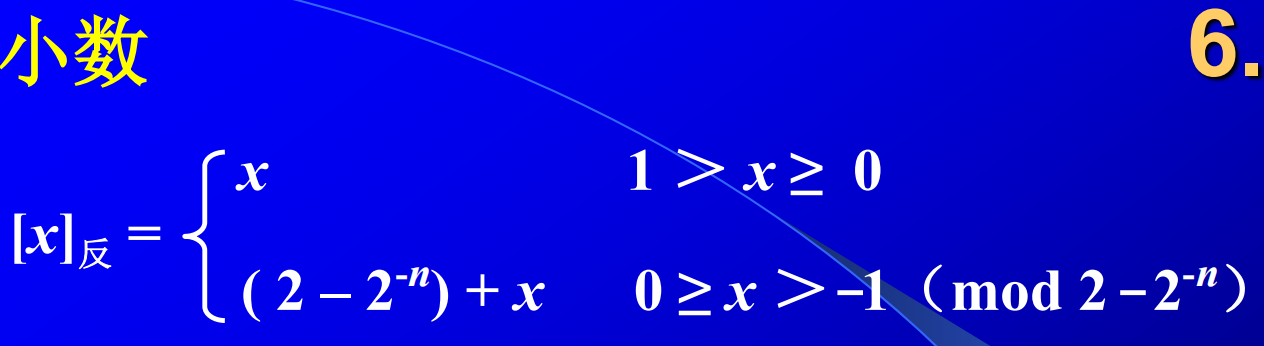 小数 6.
x 1 > x ≥ 0
[x]反 =
( 2 – 2^-n) + x 0 ≥ x > –1（mod 2 – 2^-n）